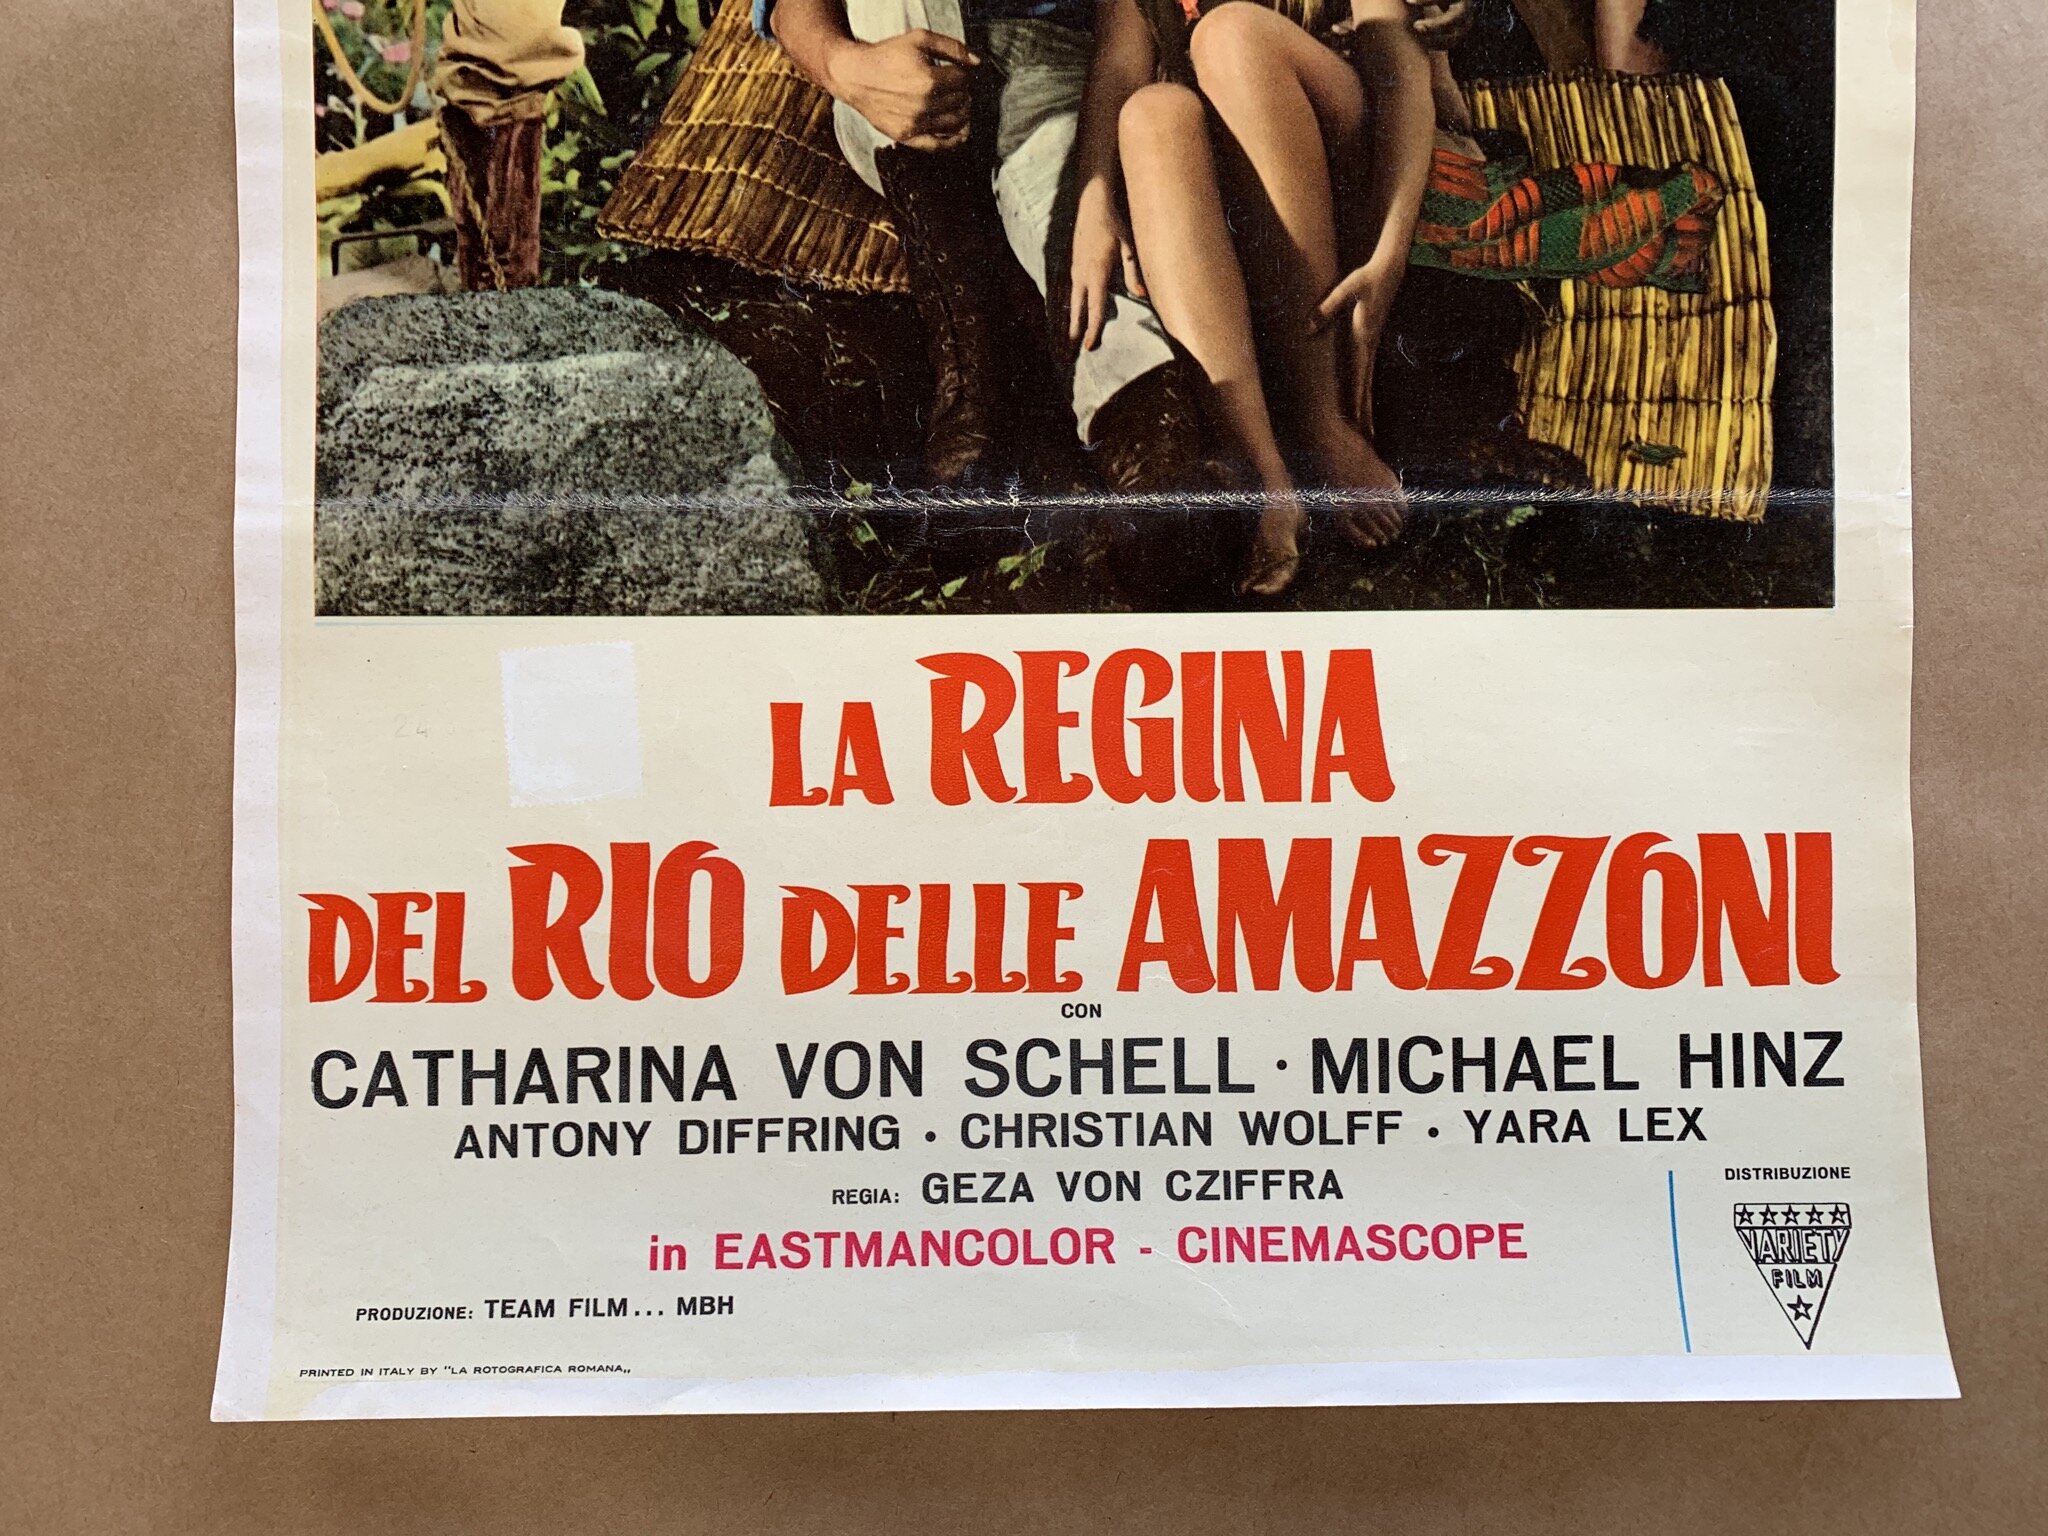 24
LA REGINA
DEL RIO DELLE AMAZZONI
CON
CATHARINA VON SCHELL · MICHAEL HINZ
ANTONY DIFFRING · CHRISTIAN WOLFF · YARA LEX
REGIA: GEZA VON CZIFFRA
in EASTMANCOLOR - CINEMASCOPE
DISTRIBUZIONE
VARIETY
FILM
PRODUZIONE: TEAM FILM... MBH
PRINTED IN ITALY BY "LA ROTOGRAFICA ROMANA„